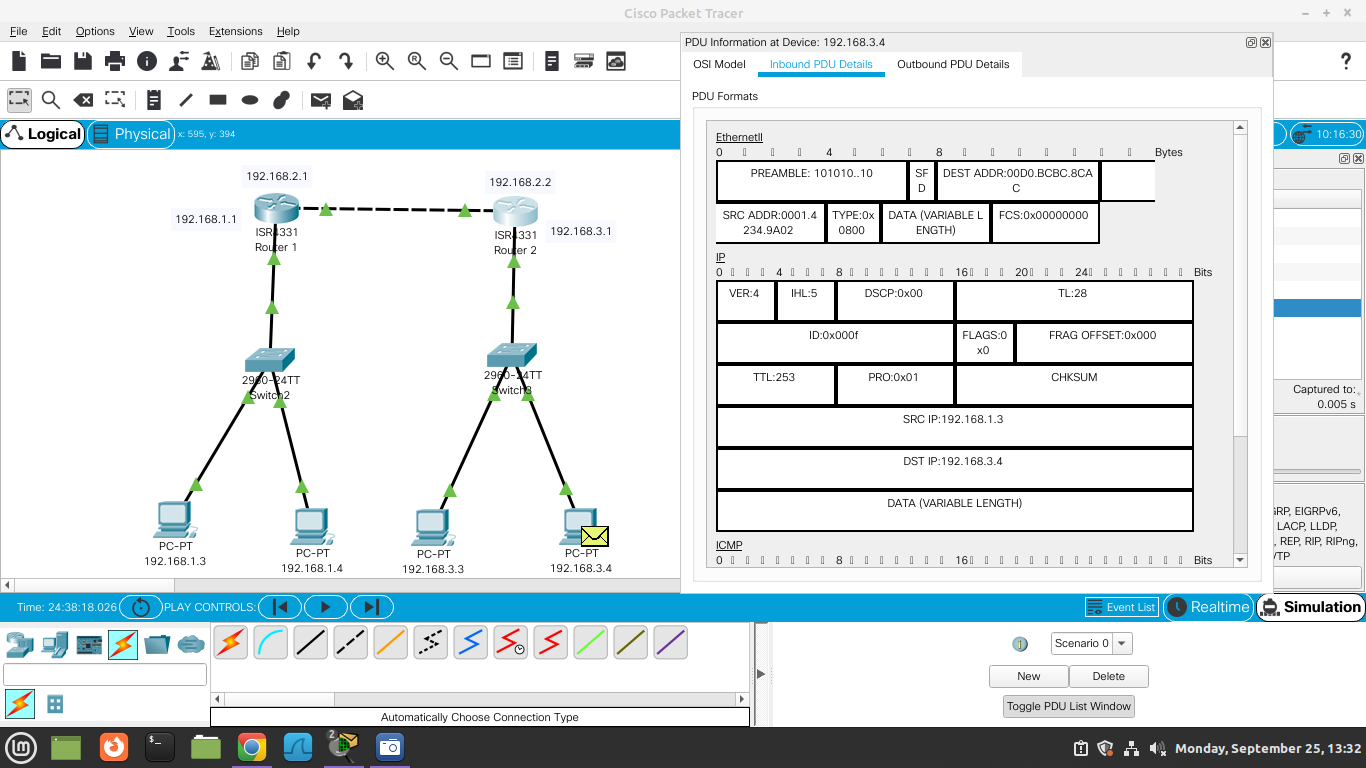 Cisco Packet Tracer
File Edit Options View Tools Extensions Help
PDU Information at Device: 192.168.3.4
OSI Model Inbound PDU Details Outbound PDU Details
PDU Formats
?
Logical Physical x: 595, y: 394
10:16:30
EthernetII
0 4 8 Bytes
PREAMBLE: 101010..10 SF DEST ADDR:00D0.BCBC.8CA
D C
SRC ADDR:0001.4 TYPE:0x DATA (VARIABLE L FCS:0x00000000
234.9A02 0800 ENGTH)
IP
0 4 8 16 20 24 Bits
VER:4 IHL:5 DSCP:0x00 TL:28
ID:0x000f FLAGS:0 FRAG OFFSET:0x000
x0
TTL:253 PRO:0x01 CHKSUM
SRC IP:192.168.1.3
DST IP:192.168.3.4
DATA (VARIABLE LENGTH)
ICMP
0 8 16 Bits
192.168.2.1
192.168.2.2
192.168.1.1
192.168.3.1
ISR4331
Router 1
ISR4331
Router 2
2960-24TT
Switch2
2960-24TT
Switch3
PC-PT
192.168.1.3
PC-PT
192.168.1.4
PC-PT
192.168.3.3
PC-PT
192.168.3.4
Captured to:
0.005 s
GRP, EIGRPv6,
LACP, LLDP,
, REP, RIP, RIPng,
VTP
Time: 24:38:18.026 PLAY CONTROLS: Event List Realtime Simulation
Scenario 0
New Delete
Toggle PDU List Window
Automatically Choose Connection Type
2
Monday, September 25, 13:32